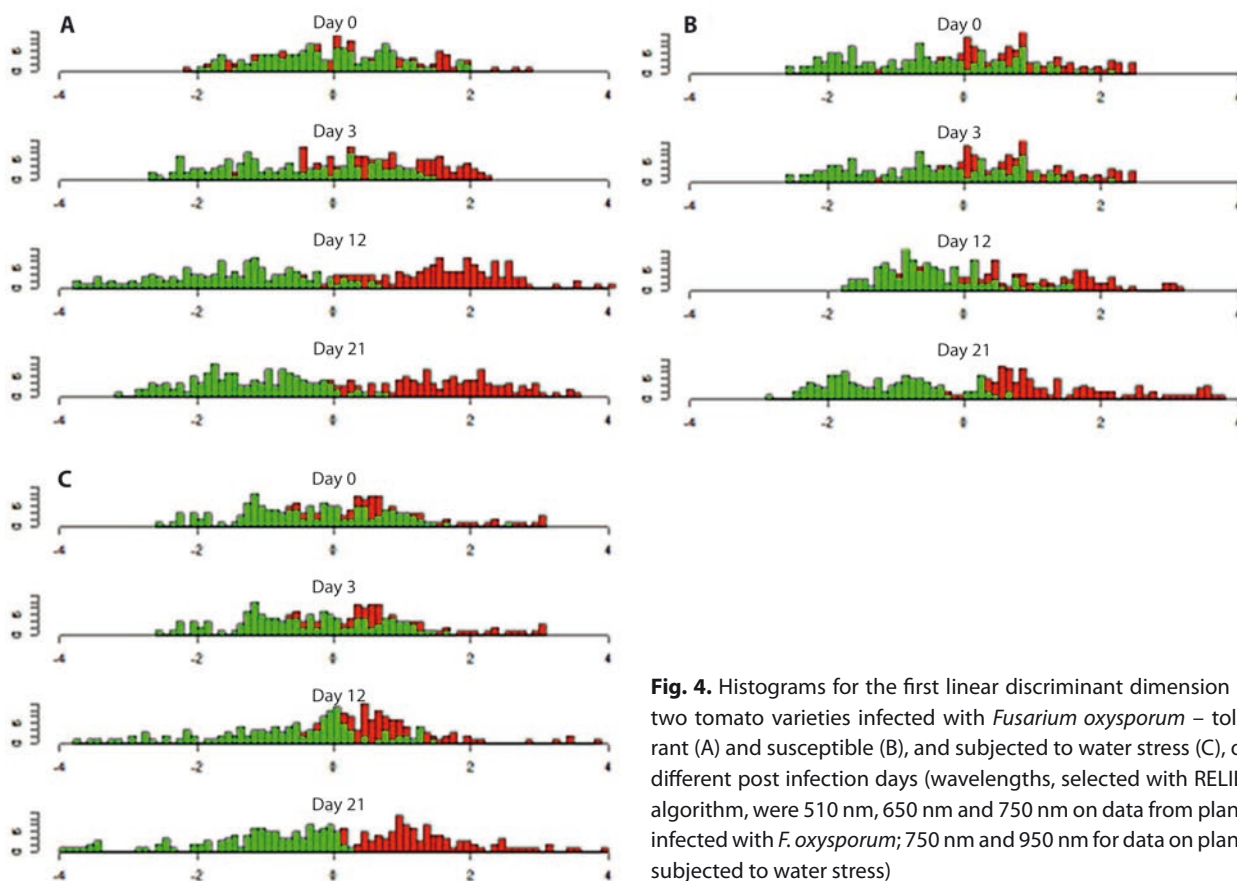 A
Day 0
-4 -2 0 2 4
Day 3
-4 -2 0 2 4
Day 12
-4 -2 0 2 4
Day 21
-4 -2 0 2 4
B
Day 0
-4 -2 0 2 4
Day 3
-4 -2 0 2 4
Day 12
-4 -2 0 2 4
Day 21
-4 -2 0 2 4
C
Day 0
-4 -2 0 2 4
Day 3
-4 -2 0 2 4
Day 12
-4 -2 0 2 4
Day 21
-4 -2 0 2 4
Fig. 4. Histograms for the first linear discriminant dimension
two tomato varieties infected with Fusarium oxysporum – tol
rant (A) and susceptible (B), and subjected to water stress (C),
different post infection days (wavelengths, selected with RELI
algorithm, were 510 nm, 650 nm and 750 nm on data from plan
infected with F. oxysporum; 750 nm and 950 nm for data on plan
subjected to water stress)